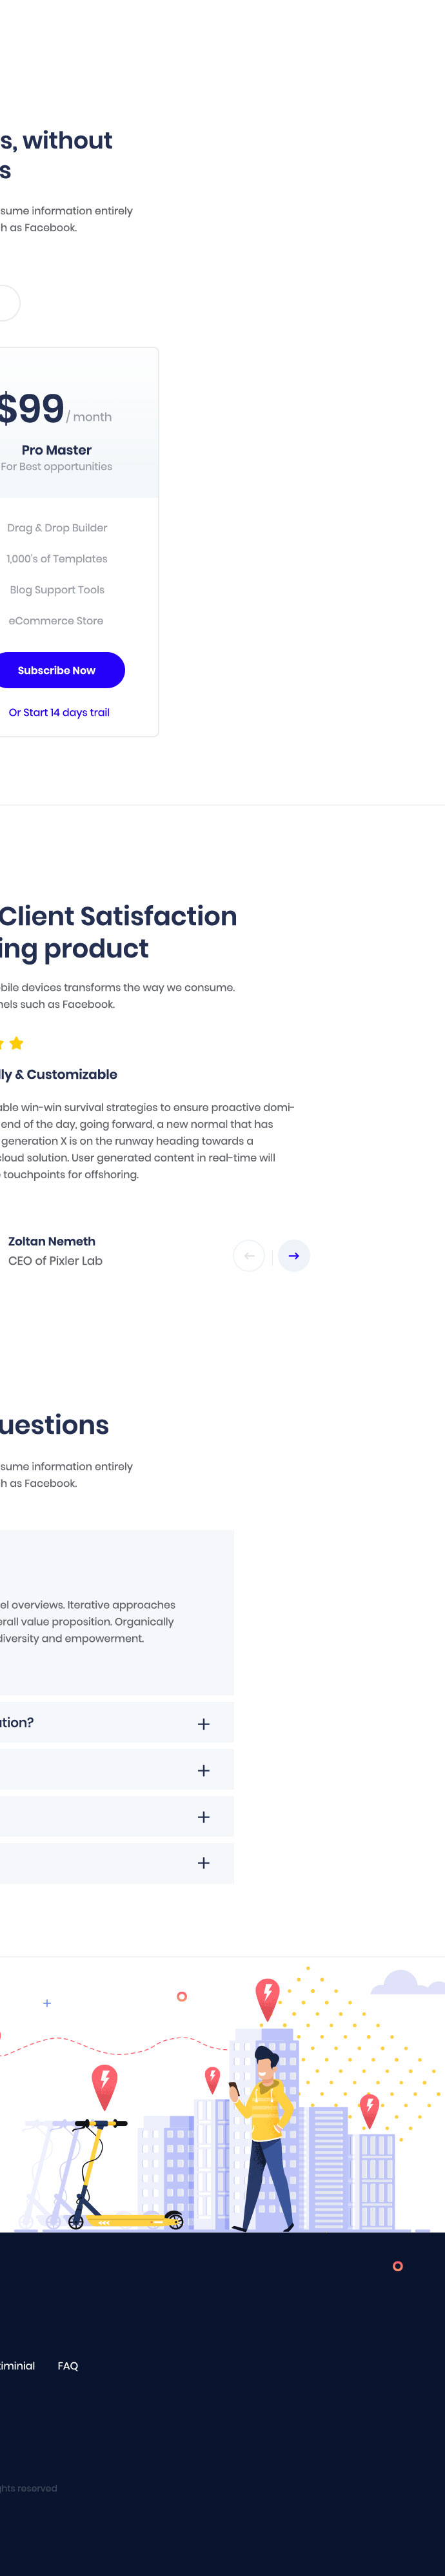 s, without
s
sume information entirely
h as Facebook.
$99 / month
Pro Master
For Best opportunities
Drag & Drop Builder
1,000's of Templates
Blog Support Tools
eCommerce Store
Subscribe Now
Or Start 14 days trail
Client Satisfaction
ing product
bile devices transforms the way we consume.
nels such as Facebook.
lly & Customizable
able win-win survival strategies to ensure proactive domi-
end of the day, going forward, a new normal that has
generation X is on the runway heading towards a
cloud solution. User generated content in real-time will
touchpoints for offshoring.
Zoltan Nemeth
CEO of Pixler Lab
uestions
sume information entirely
h as Facebook.
el overviews. Iterative approaches
erall value proposition. Organically
diversity and empowerment.
ation?
timinial FAQ
ghts reserved